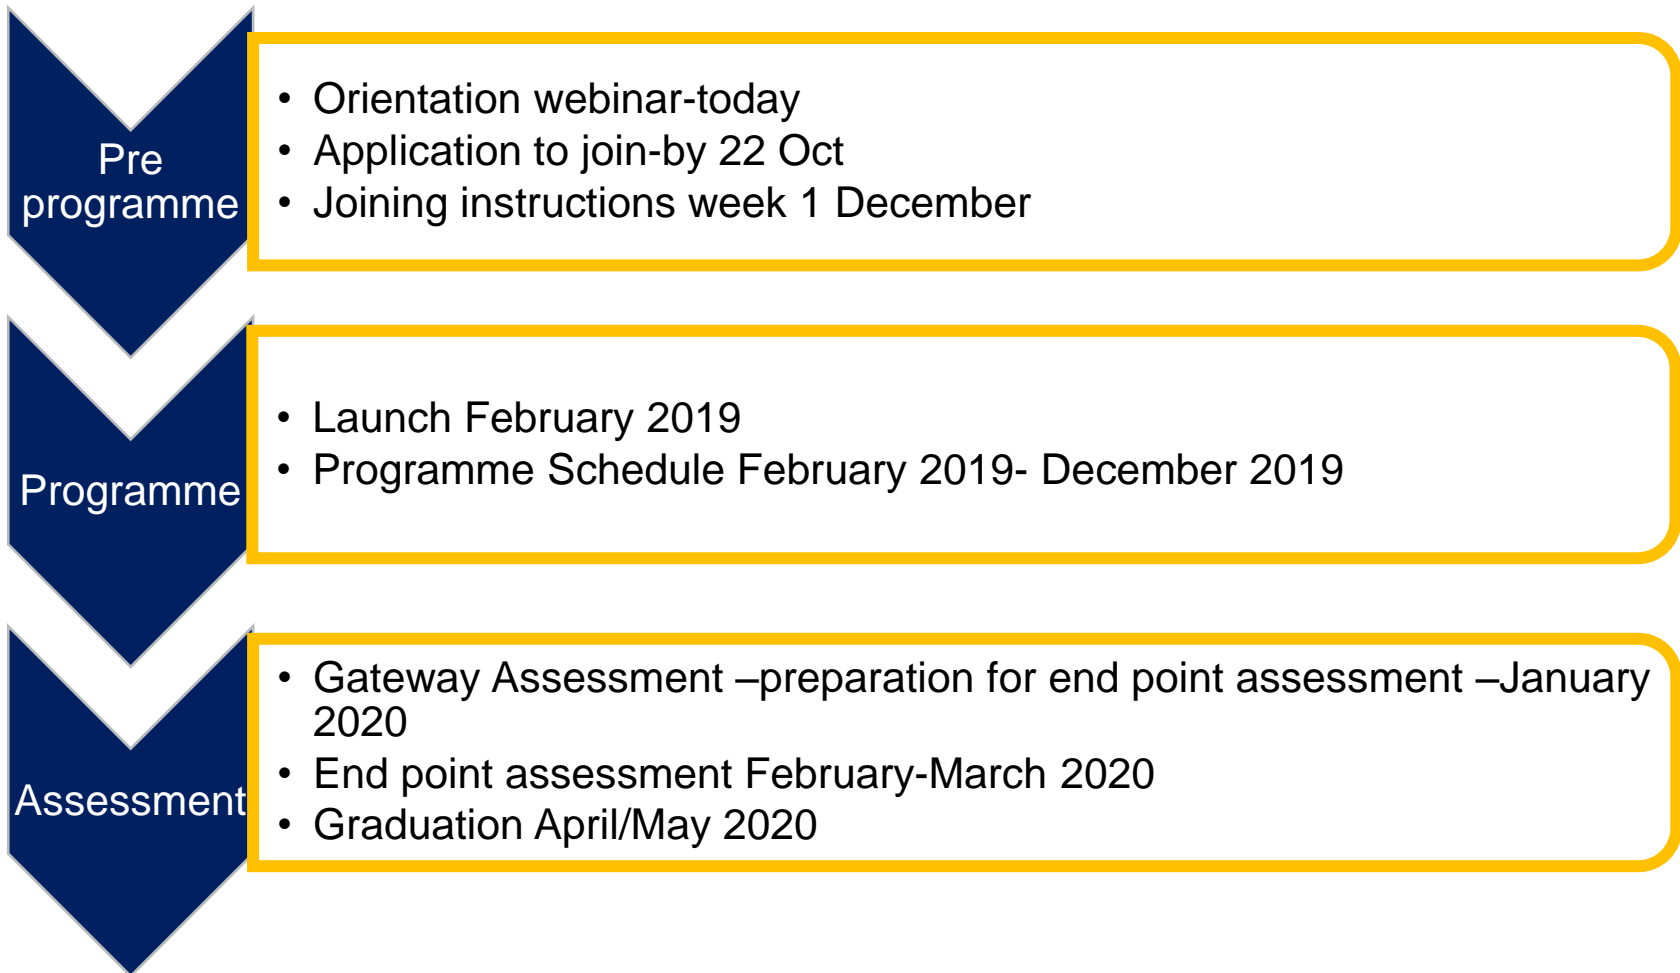 Pre
programme
• Orientation webinar-today
• Application to join-by 22 Oct
• Joining instructions week 1 December
Programme
• Launch February 2019
• Programme Schedule February 2019- December 2019
Assessment
• Gateway Assessment –preparation for end point assessment –January
2020
• End point assessment February-March 2020
• Graduation April/May 2020